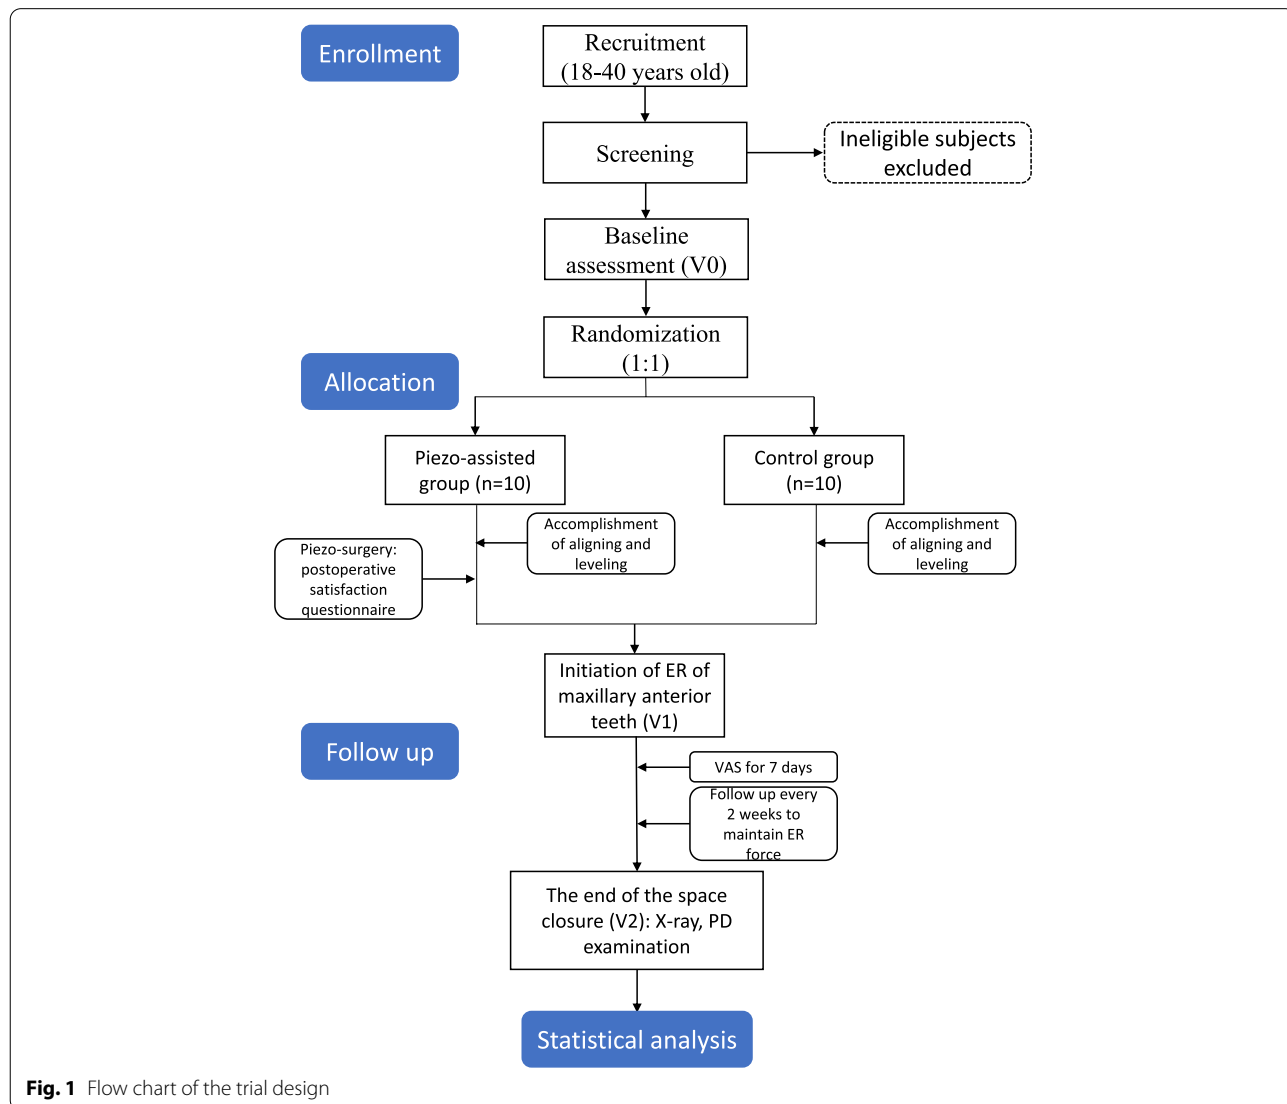 Enrollment
Recruitment
(18-40 years old)
Screening
Ineligible subjects
excluded
Baseline
assessment (V0)
Randomization
(1:1)
Allocation
Piezo-assisted
group (n=10)
Control group
(n=10)
Accomplishment
of aligning and
leveling
Accomplishment
of aligning and
leveling
Piezo-surgery:
postoperative
satisfaction
questionnaire
Initiation of ER of
maxillary anterior
teeth (V1)
Follow up
VAS for 7 days
Follow up every
2 weeks to
maintain ER
force
The end of the space
closure (V2): X-ray, PD
examination
Statistical analysis
Fig. 1 Flow chart of the trial design